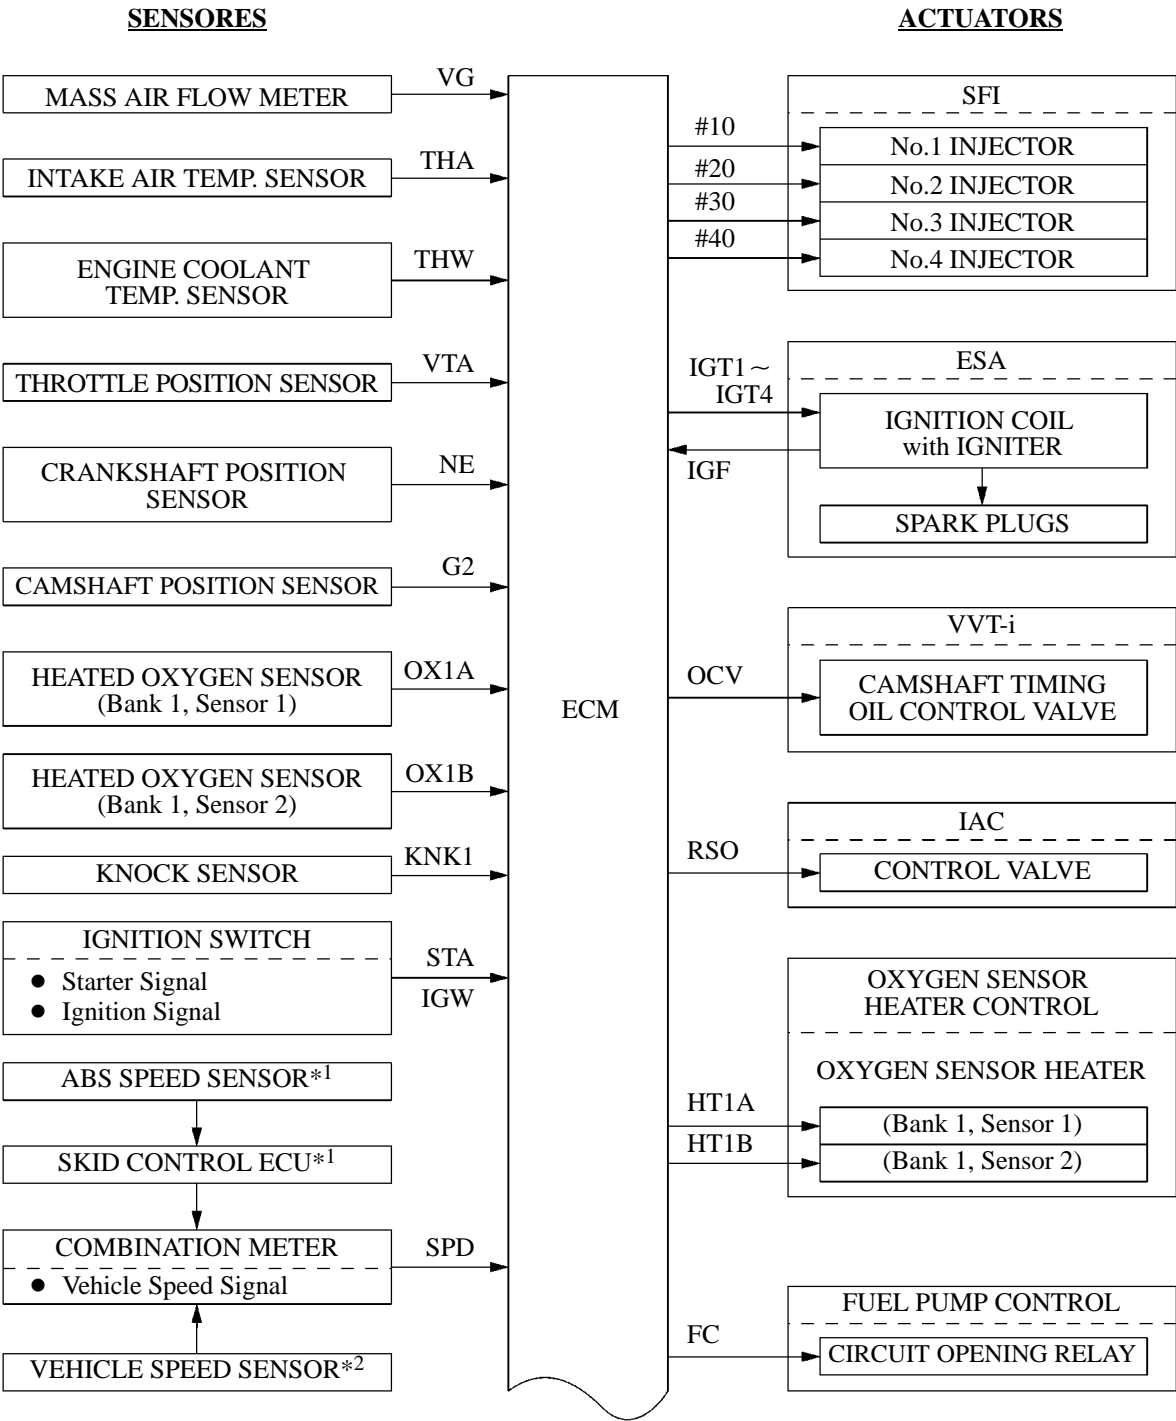 SENSORES
MASS AIR FLOW METER
VG
INTAKE AIR TEMP. SENSOR
THA
ENGINE COOLANT
TEMP. SENSOR
THW
THROTTLE POSITION SENSOR
VTA
CRANKSHAFT POSITION
SENSOR
NE
CAMSHAFT POSITION SENSOR
G2
HEATED OXYGEN SENSOR
(Bank 1, Sensor 1)
OX1A
HEATED OXYGEN SENSOR
(Bank 1, Sensor 2)
OX1B
KNOCK SENSOR
KNK1
IGNITION SWITCH
● Starter Signal
● Ignition Signal
STA
IGW
ABS SPEED SENSOR*1
SKID CONTROL ECU*1
COMBINATION METER
● Vehicle Speed Signal
SPD
VEHICLE SPEED SENSOR*2
ECM
ACTUATORS
SFI
#10
No.1 INJECTOR
#20
No.2 INJECTOR
#30
No.3 INJECTOR
#40
No.4 INJECTOR
ESA
IGT1 ~
IGT4
IGNITION COIL
with IGNITER
IGF
SPARK PLUGS
VVT-i
OCV
CAMSHAFT TIMING
OIL CONTROL VALVE
IAC
RSO
CONTROL VALVE
OXYGEN SENSOR
HEATER CONTROL
OXYGEN SENSOR HEATER
HT1A
(Bank 1, Sensor 1)
HT1B
(Bank 1, Sensor 2)
FUEL PUMP CONTROL
FC
CIRCUIT OPENING RELAY